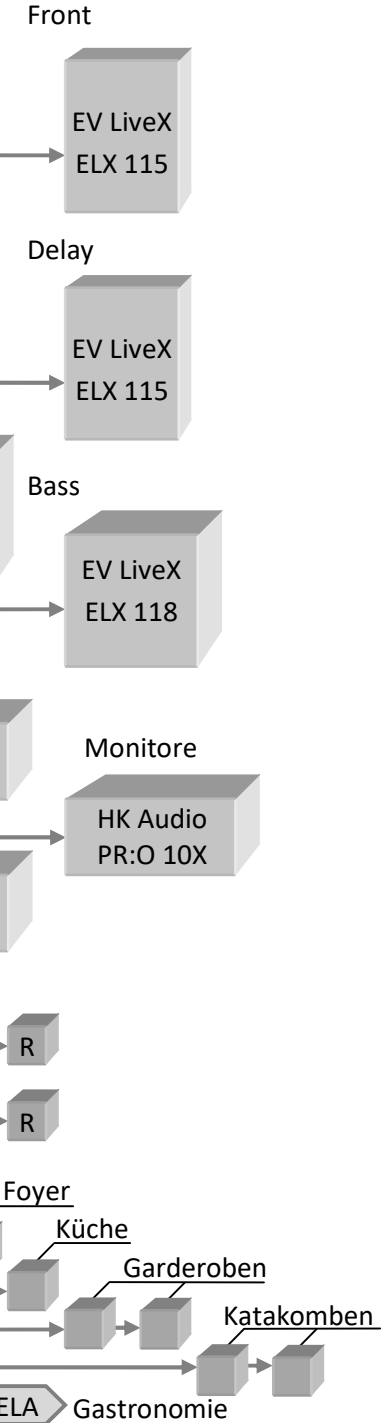 Front
EV LiveX
ELX 115
Delay
EV LiveX
ELX 115
Bass
EV LiveX
ELX 118
Monitore
HK Audio
PR:O 10X
R
R
Foyer
Küche
Garderoben
Katakomben
ELA Gastronomie